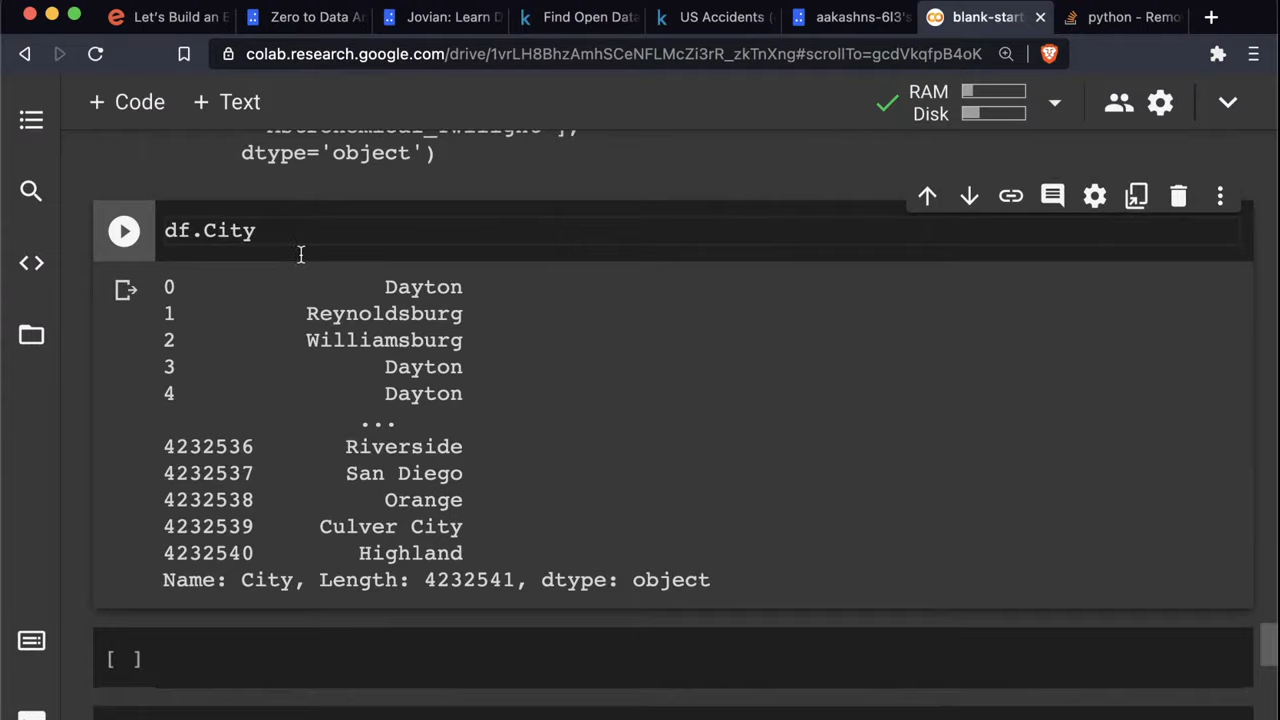 Let's Build an E
Zero to Data An
Jovian: Learn D
Find Open Data
US Accidents (
aakashns-6l3's
blank-start
python - Remo
colab.research.google.com/drive/1vrLH8BhzAmhSCeNFLMcZi3rR_zkTnXng#scrollTo=gcdVkqfpB4oK
+ Code + Text
RAM
Disk
Astronomical_Twilight'],
dtype='object')
df.City
0 Dayton
1 Reynoldsburg
2 Williamsburg
3 Dayton
4 Dayton
...
4232536 Riverside
4232537 San Diego
4232538 Orange
4232539 Culver City
4232540 Highland
Name: City, Length: 4232541, dtype: object
[ ]